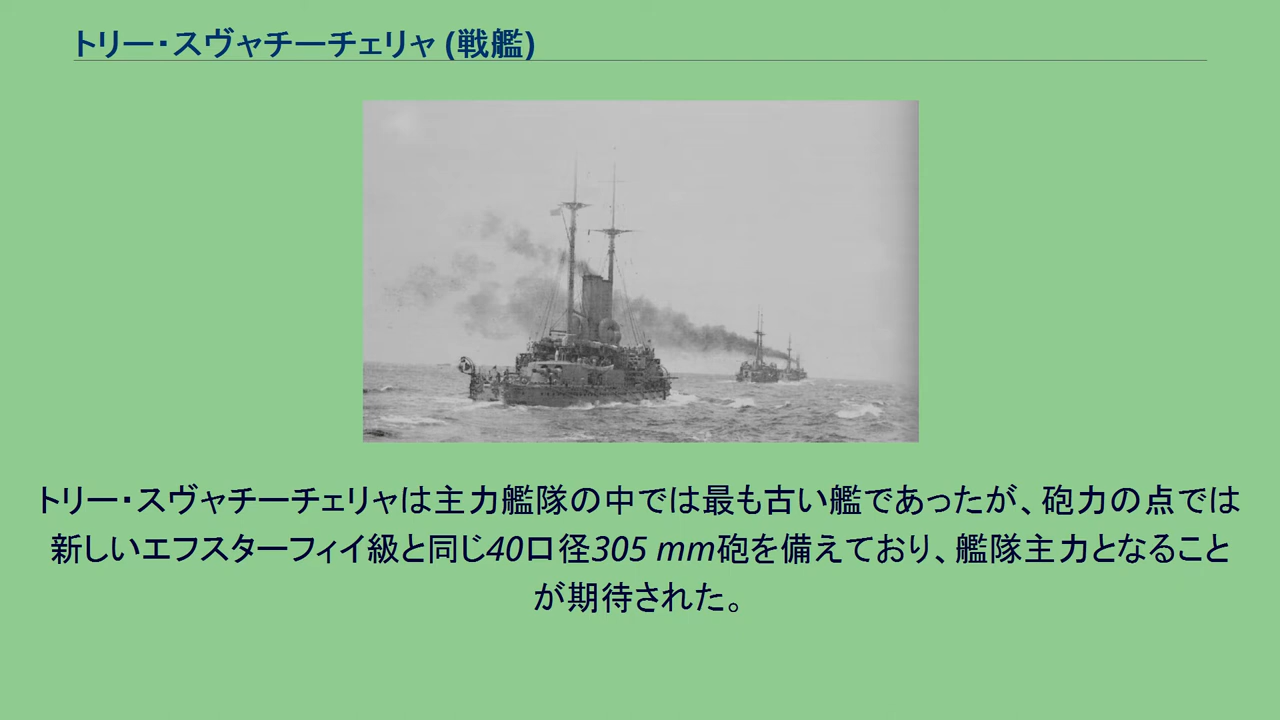 トリー・スヴャチーチェリャ (戦艦)
トリー・スヴャチーチェリャは主力艦隊の中では最も古い艦であったが、砲力の点では
新しいエフスターフィイ級と同じ40口径305 mm砲を備えており、艦隊主力となること
が期待された。